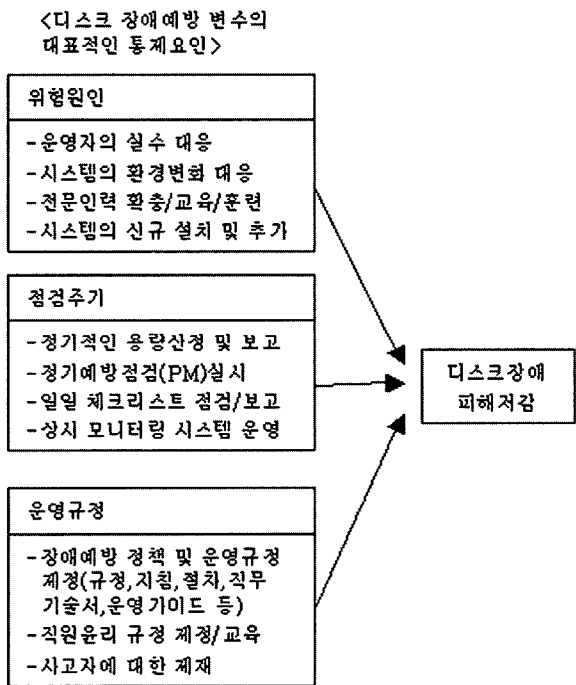 <디스크 장애예방 변수의
대표적인 통제요인>
위험원인
-운영자의 실수 대응
-시스템의 환경변화 대응
-전문인력 확충/교육/훈련
-시스템의 신규 설치 및 추가
점검주기
-정기적인 용량산정 및 보고
-정기예방점검(PM)실시
-일일 체크리스트 점검/보고
-상시 모니터링 시스템 운영
디스크장애
피해저감
운영규정
-장애예방 정책 및 운영규정
제정(규정,지침,절차,직무
기술서,운영가이드 등)
-직원윤리 규정 제정/교육
-사고자에 대한 제재